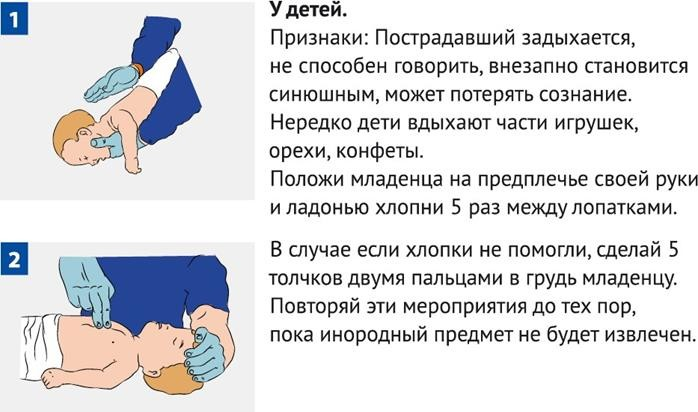 1
У детей.
Признаки: Пострадавший задыхается,
не способен говорить, внезапно становится
синюшным, может потерять сознание.
Нередко дети вдыхают части игрушек,
орехи, конфеты.
Положи младенца на предплечье своей руки
и ладонью хлопни 5 раз между лопатками.
2
В случае если хлопки не помогли, сделай 5
толчков двумя пальцами в грудь младенцу.
Повторяй эти мероприятия до тех пор,
пока инородный предмет не будет извлечен.